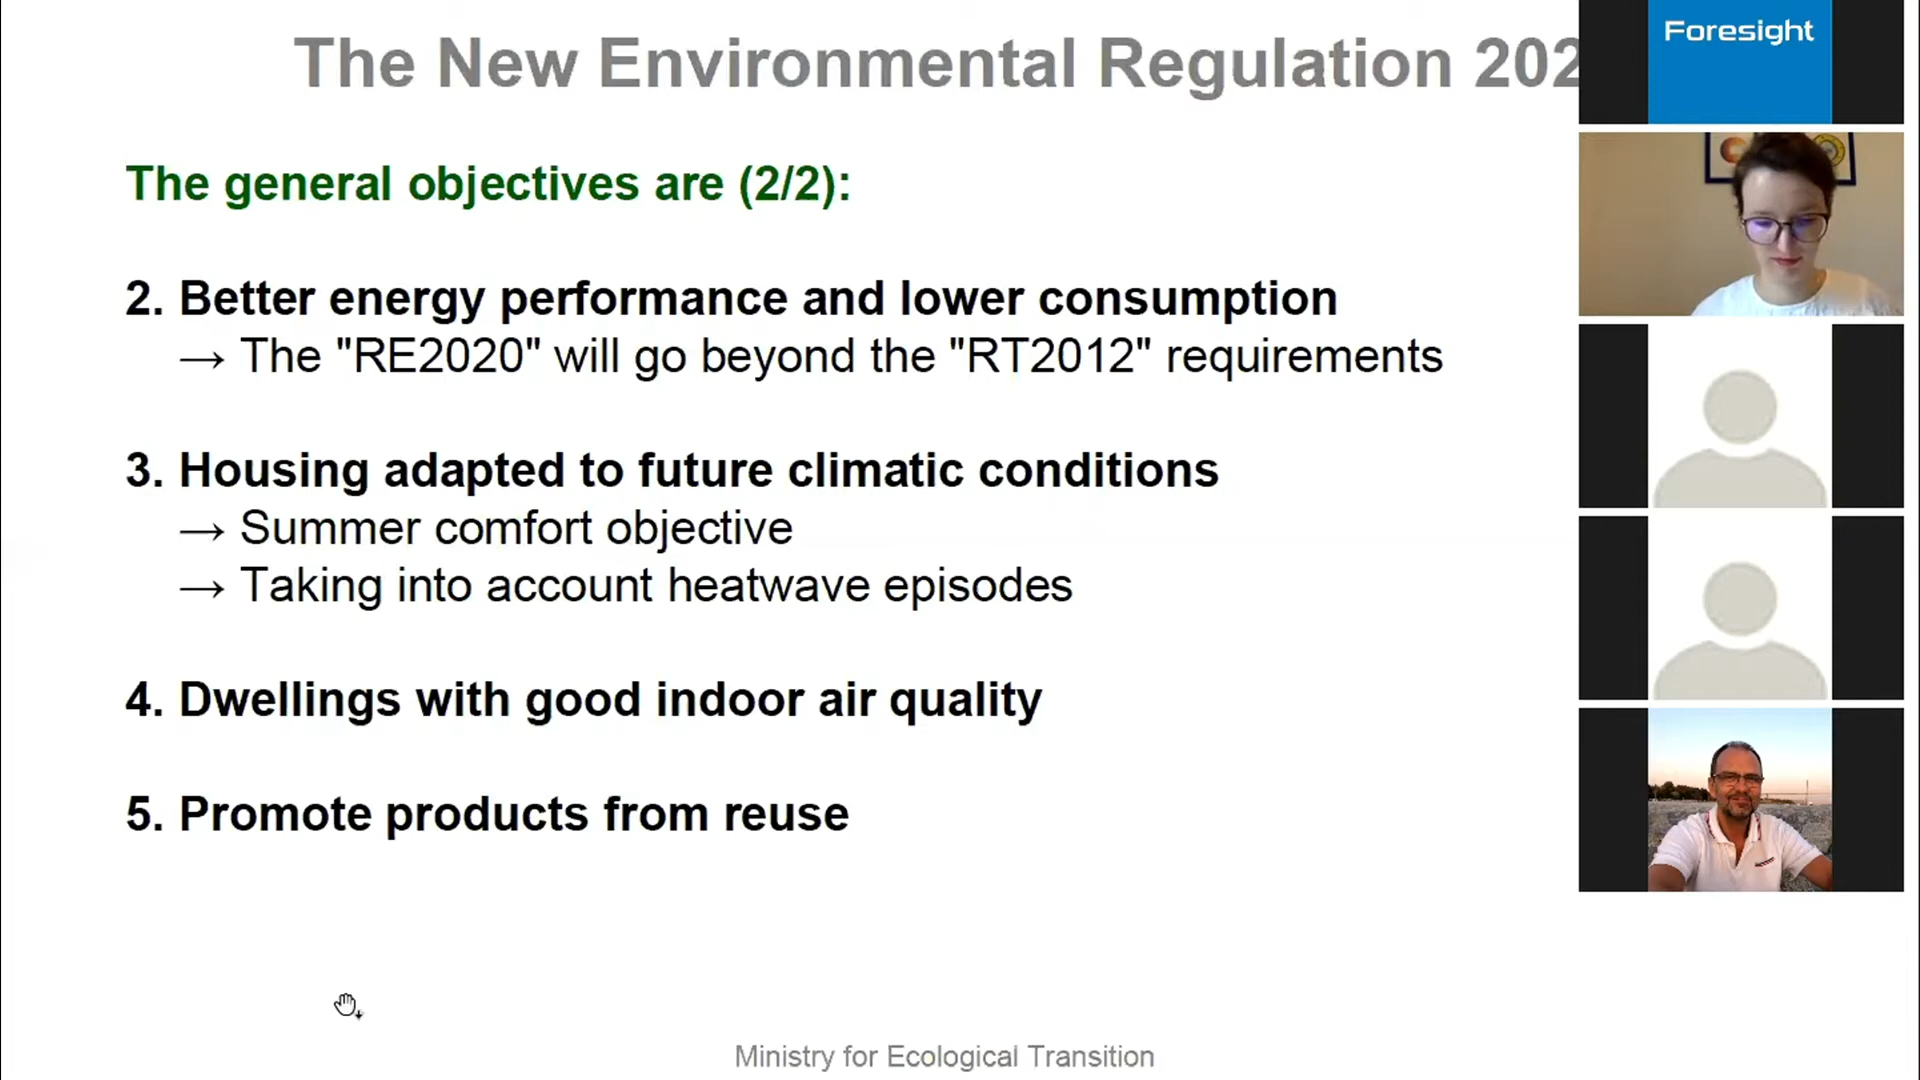 The New Environmental Regulation 202
Foresight
The general objectives are (2/2):
2. Better energy performance and lower consumption
→ The "RE2020" will go beyond the "RT2012" requirements
3. Housing adapted to future climatic conditions
→ Summer comfort objective
→ Taking into account heatwave episodes
4. Dwellings with good indoor air quality
5. Promote products from reuse
Ministry for Ecological Transition